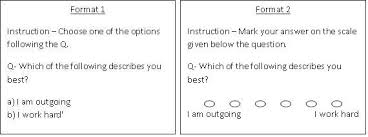 Format 1
Instruction – Choose one of the options
following the Q.
Q- Which of the following describes you
best?
a) I am outgoing
b) I work hard'
Format 2
Instruction – Mark your answer on the scale
given below the question.
Q- Which of the following describes you
best?
I am outgoing I work hard